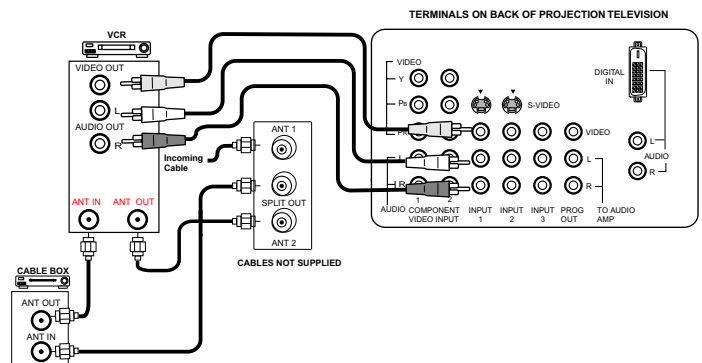 TERMINALS ON BACK OF PROJECTION TELEVISION
VCR
VIDEO OUT
L
AUDIO OUT
R
ANT IN
ANT OUT
Incoming
Cable
ANT 1
SPLIT OUT
ANT 2
CABLES NOT SUPPLIED
CABLE BOX
ANT OUT
ANT IN
VIDEO
Y
PB
PR
S-VIDEO
VIDEO
L
R
L
R
1
2
AUDIO
COMPONENT
VIDEO INPUT
INPUT
1
INPUT
2
INPUT
3
PROG
OUT
TO AUDIO
AMP
DIGITAL
IN
L
AUDIO
R